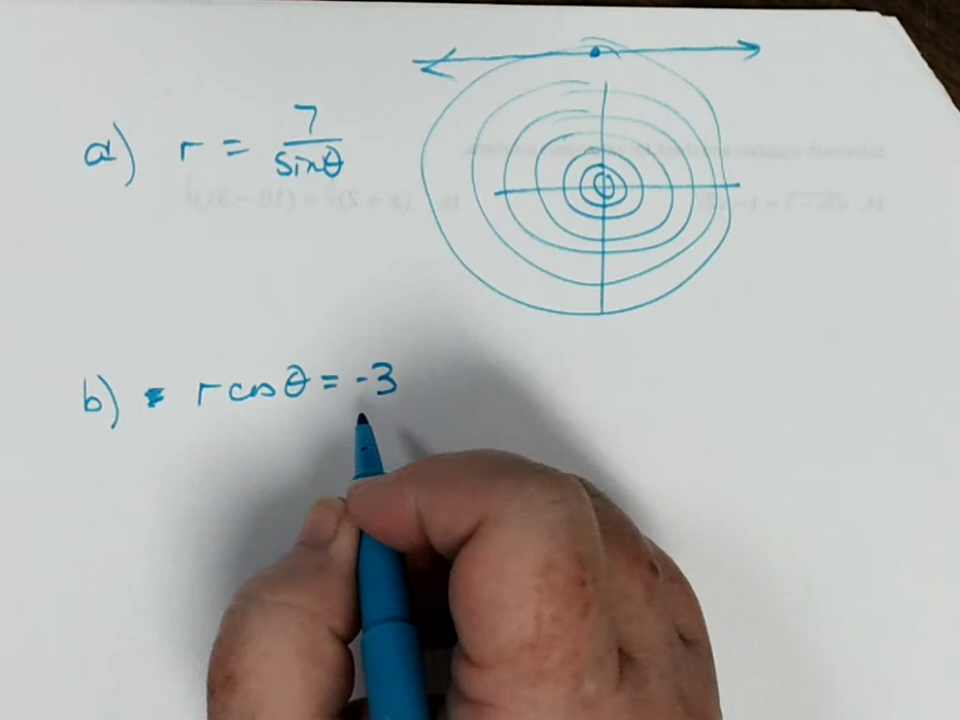 a) r = 7/sinθ
b) r cos θ = -3